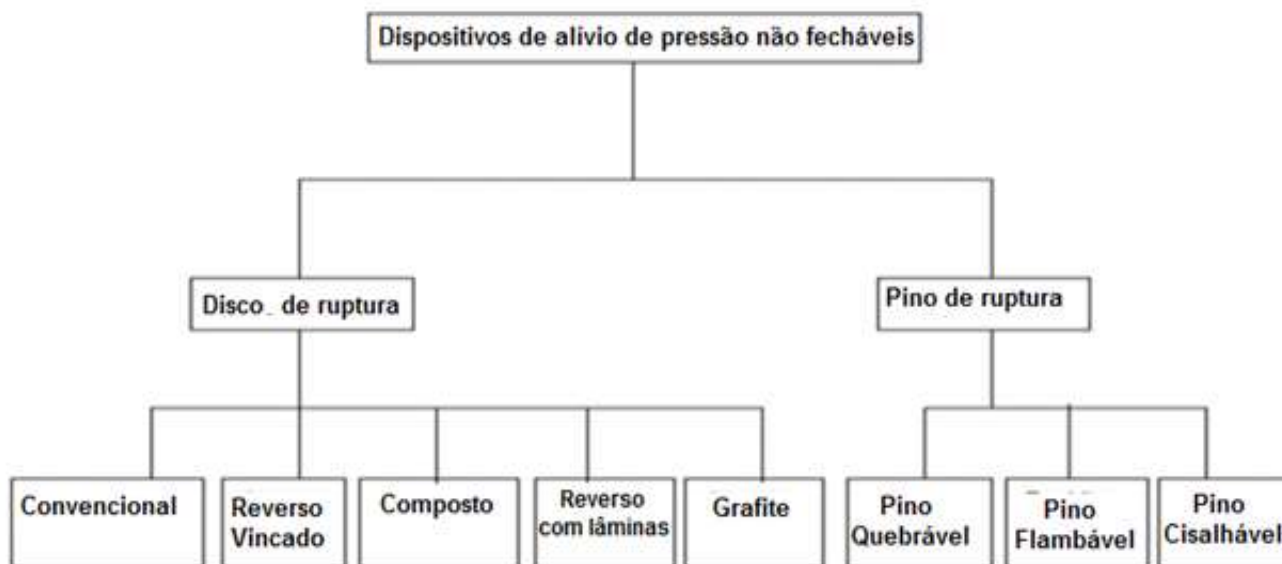 Dispositivos de alívio de pressão não fecháveis
Disco de ruptura
Pino de ruptura
Convencional
Reverso
Vincado
Composto
Reverso
com lâminas
Grafite
Pino
Quebrável
Pino
Flambável
Pino
Cisalhável